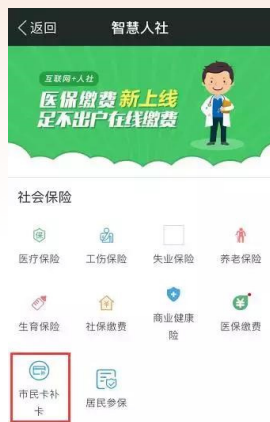 返回 智慧人社
互联网+人社
医保缴费新上线
足不出户在线缴费
社会保险
医疗保险 工伤保险 失业保险 养老保险
生育保险 社保缴费 商业健康 医保缴费
险
市民卡补 居民参保
卡